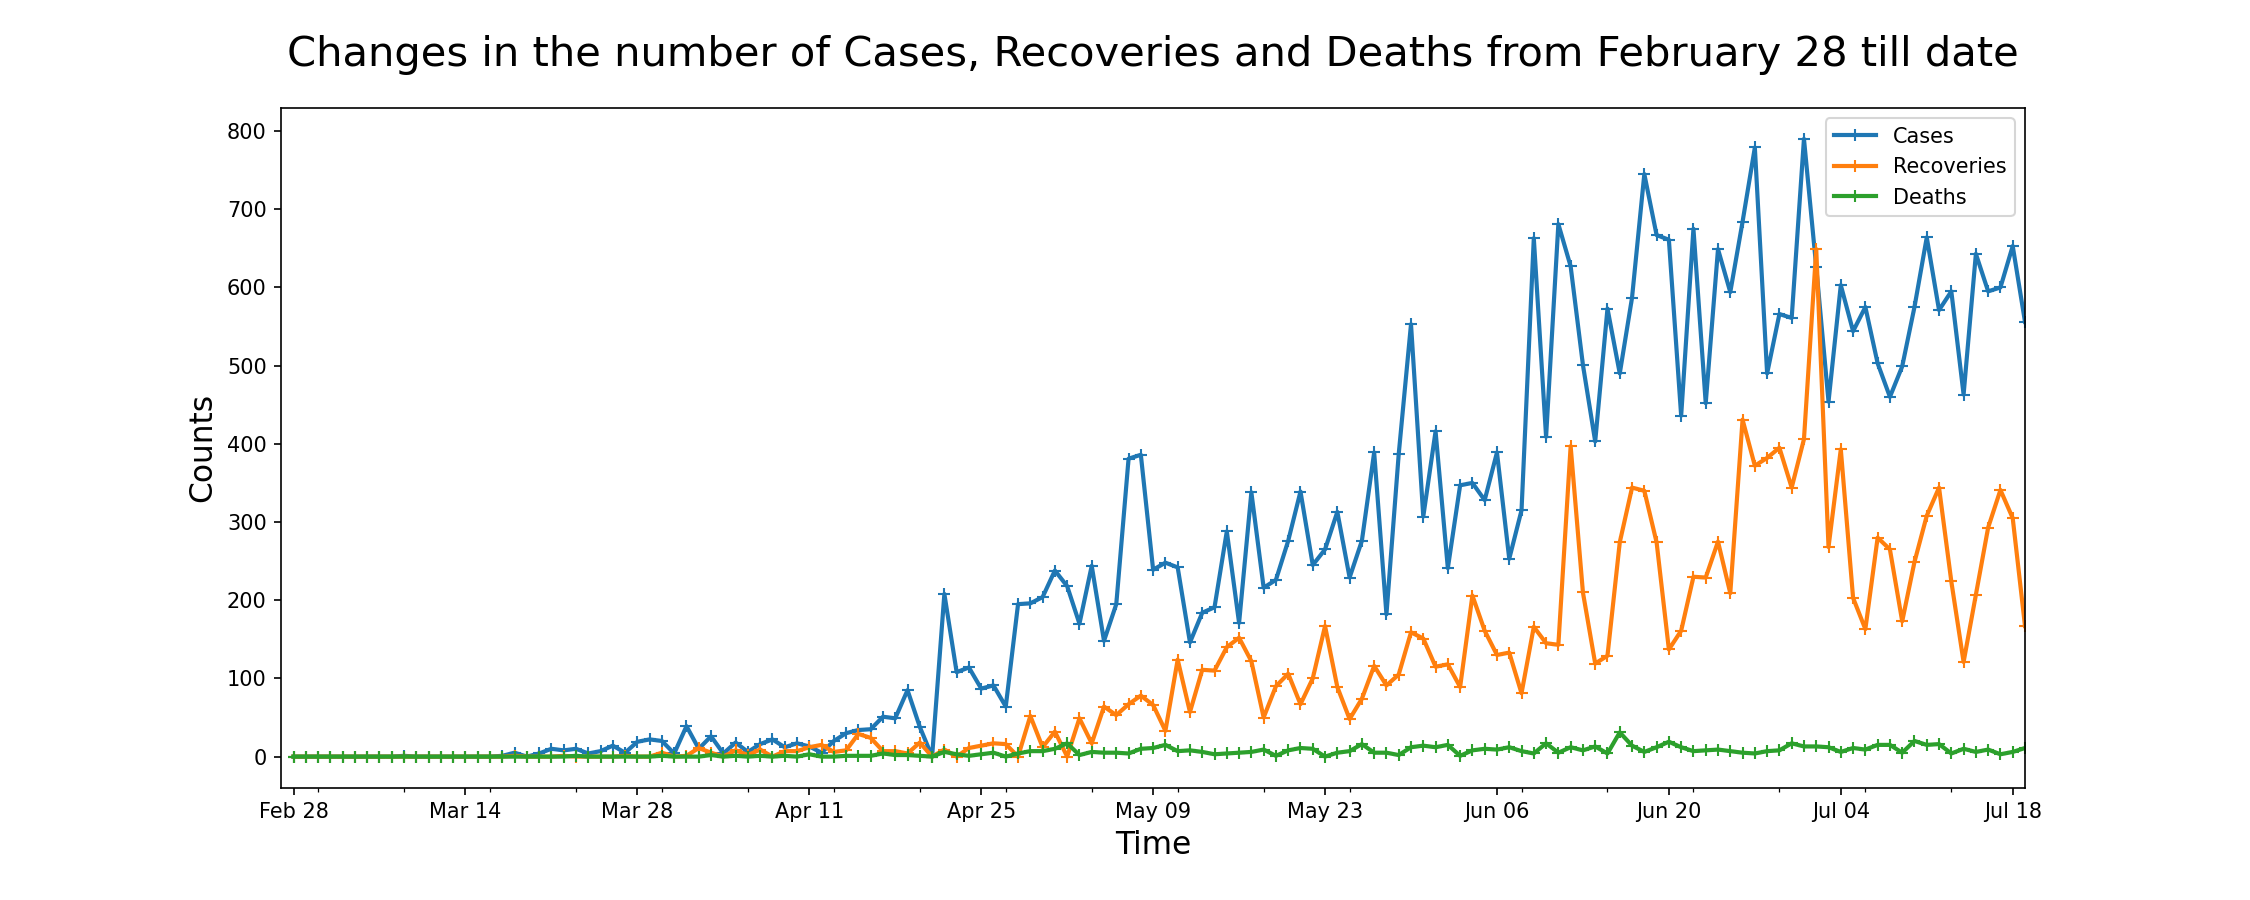 Changes in the number of Cases, Recoveries and Deaths from February 28 till date
Counts
800
700
600
500
400
300
200
100
0
Cases
Recoveries
Deaths
Feb 28 Mar 14 Mar 28 Apr 11 Apr 25 May 09 May 23 Jun 06 Jun 20 Jul 04 Jul 18
Time